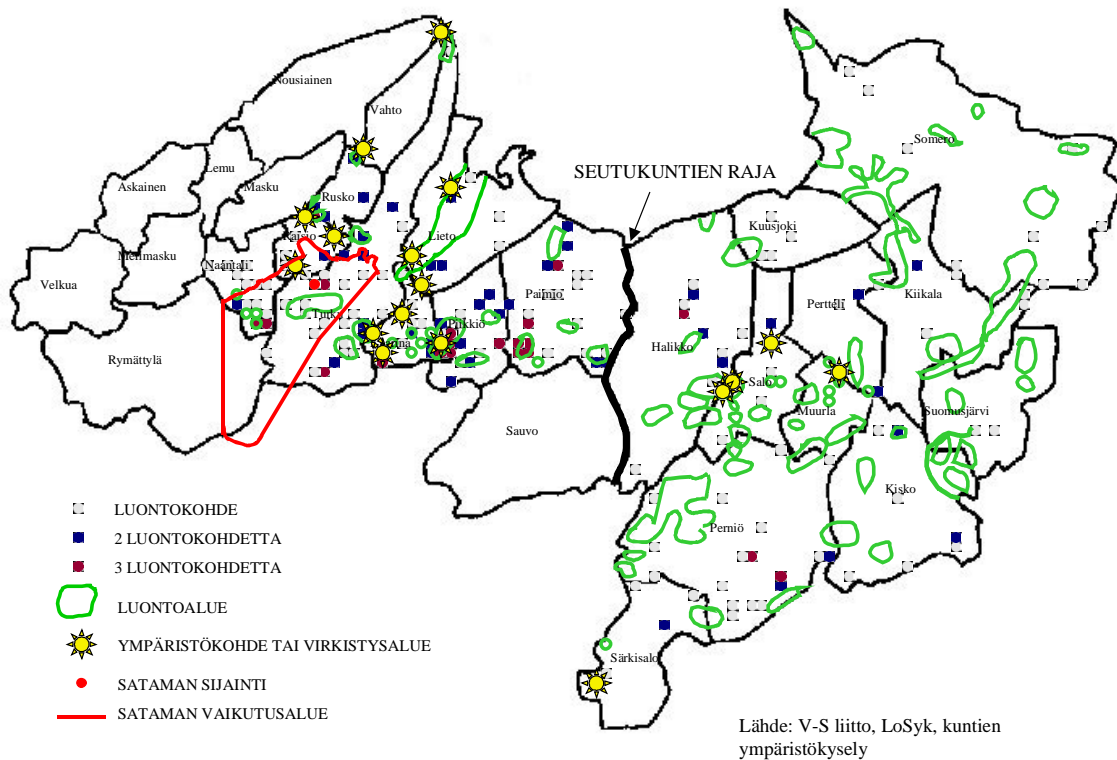 Nousiainen
Vahto
Lemu
Somero
SEUTUKUNTIEN RAJA
Askainen
Masku
Rusko
Kuusjoki
Raisio
Lieto
Merimasku
Naantali
Velkua
Paimio
Kiikala
Pertteli
Turku
Piikkiö
Kaarina
Halikko
Rymättylä
Salo
Muurla
Suomusjärvi
Sauvo
Kisko
Perniö
Särkisalo
LUONTOKOHDE
2 LUONTOKOHDETTA
3 LUONTOKOHDETTA
LUONTOALUE
YMPÄRISTÖKOHDE TAI VIRKISTYSALUE
SATAMAN SIJAINTI
SATAMAN VAIKUTUSALUE
Lähde: V-S liitto, LoSyk, kuntien
ympäristökysely